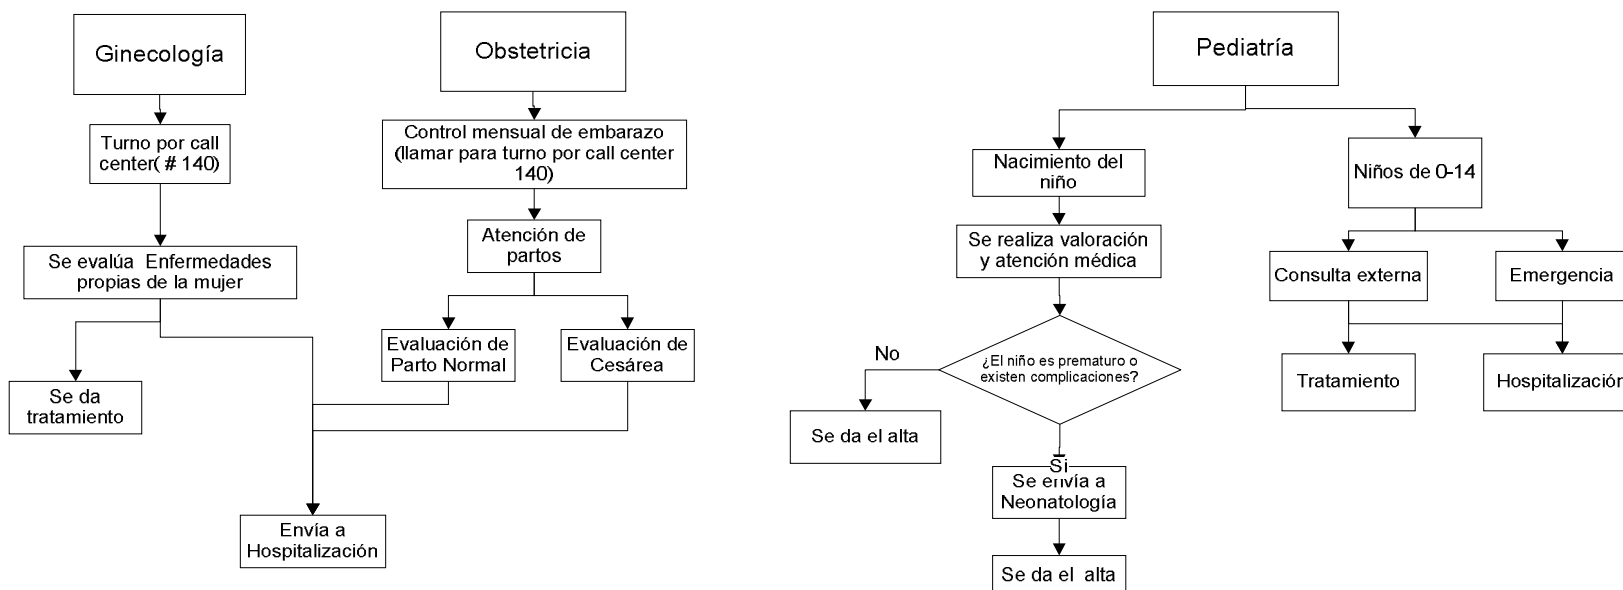 Ginecología
Turno por call
center( # 140)
Se evalúa Enfermedades
propias de la mujer
Se da
tratamiento
Obstetricia
Control mensual de embarazo
(llamar para turno por call center
140)
Atención de
partos
Evaluación de
Parto Normal
Evaluación de
Cesárea
Envía a
Hospitalización
Pediatría
Nacimiento del
niño
Se realiza valoración
y atención médica
¿El niño es prematuro o
existen complicaciones?
No
Se da el alta
Si
Se envía a
Neonatología
Se da el alta
Niños de 0-14
Consulta externa
Emergencia
Tratamiento
Hospitalización